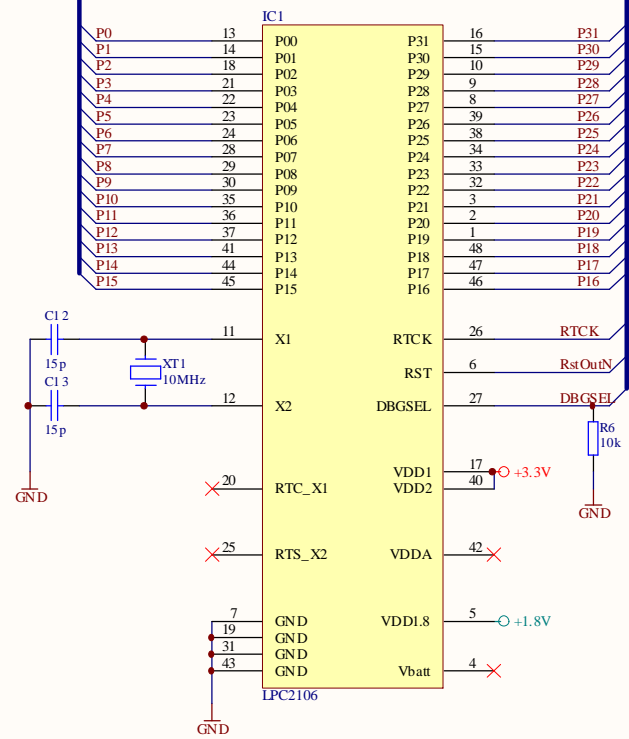 IC1
P0 13 P00 P31 16 P31
P1 14 P01 P30 15 P30
P2 18 P02 P29 10 P29
P3 21 P03 P28 9 P28
P4 22 P04 P27 8 P27
P5 23 P05 P26 39 P26
P6 24 P06 P25 38 P25
P7 28 P07 P24 34 P24
P8 29 P08 P23 33 P23
P9 30 P09 P22 32 P22
P10 35 P10 P21 3 P21
P11 36 P11 P20 2 P20
P12 37 P12 P19 1 P19
P13 41 P13 P18 48 P18
P14 44 P14 P17 47 P17
P15 45 P15 P16 46 P16
C12
11 X1 RTCK 26 RTCK
15p XT1
10MHz RST 6 RstOutN
C13
12 X2 DBGSEL 27 DBGSEL
15p R6
10k
VDD1 17 +3.3V
GND 20 RTC_X1 VDD2 40
GND
25 RTS_X2 VDDA 42
7 GND VDD1.8 5 +1.8V
19 GND
31 GND
43 GND Vbatt 4
LPC2106
GND